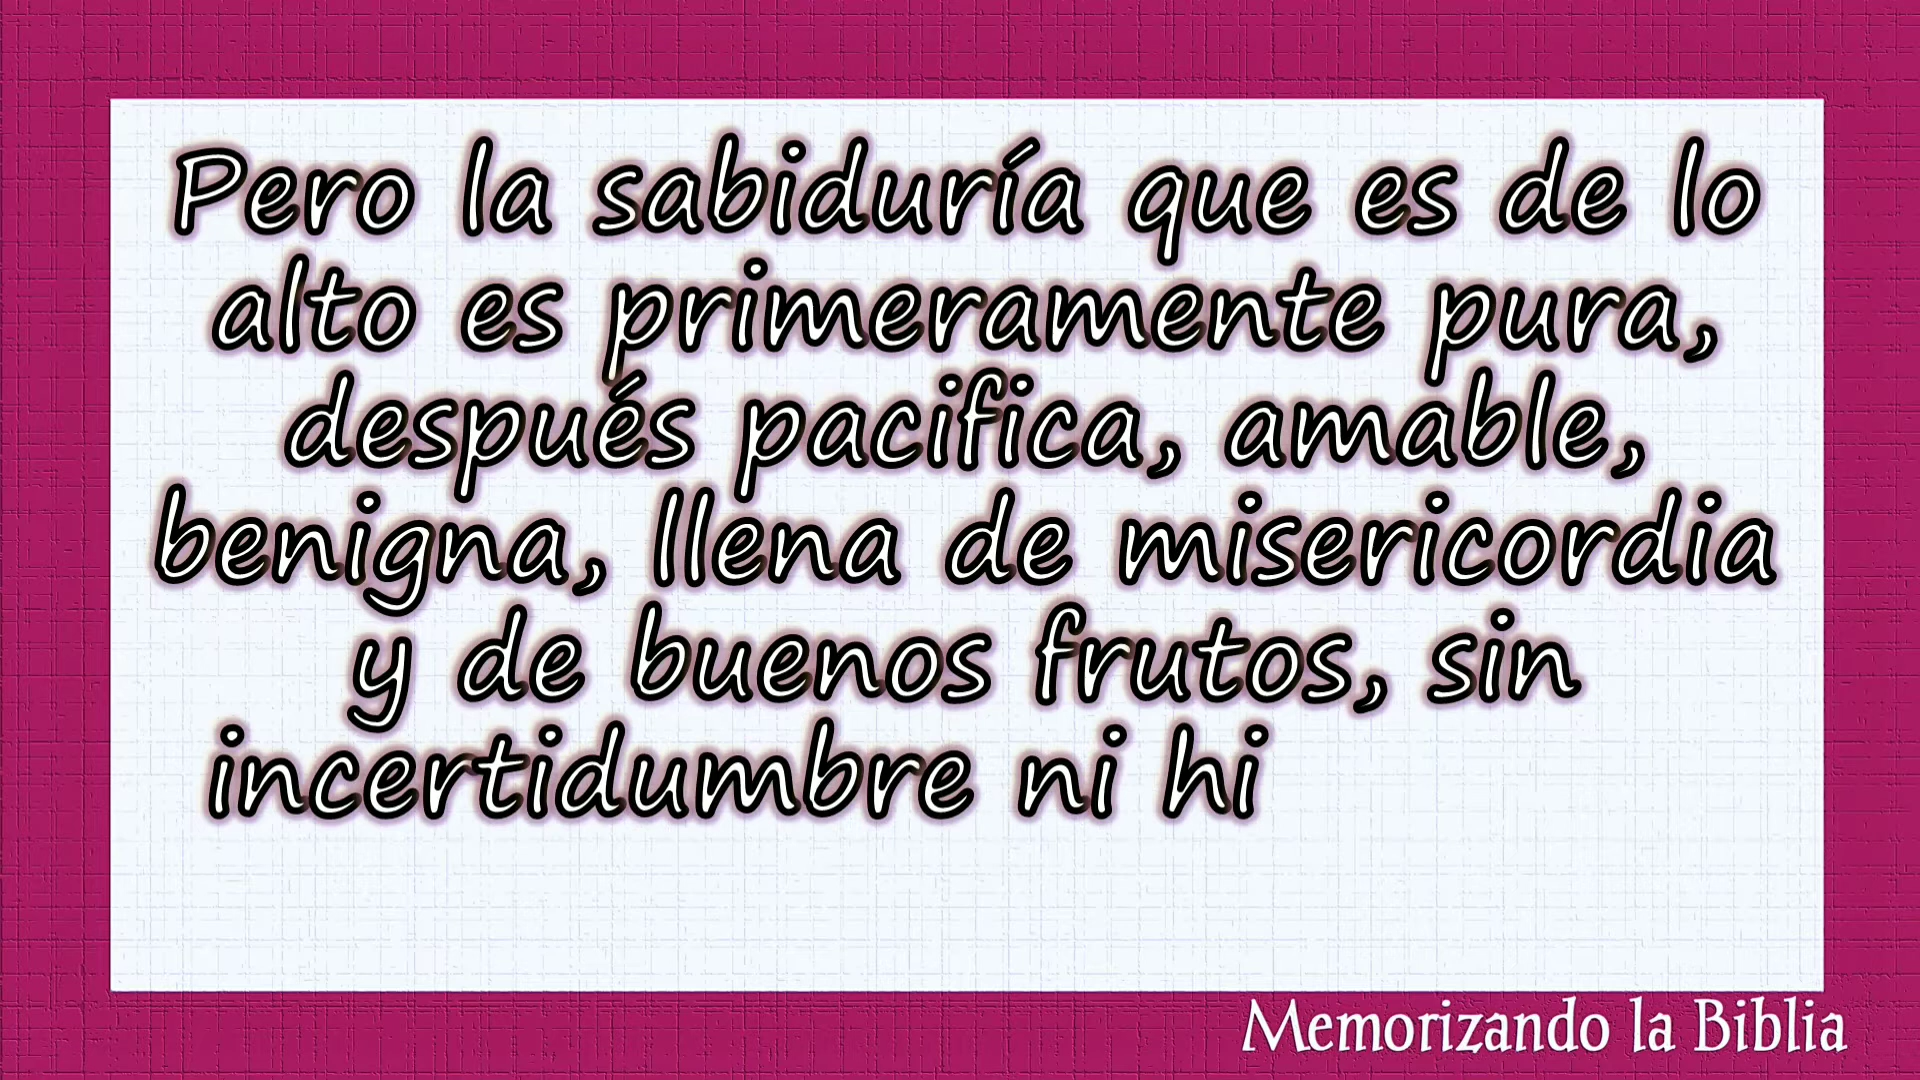 Pero la sabiduría que es de lo
alto es primeramente pura,
después pacifica, amable,
benigna, llena de misericordia
y de buenos frutos, sin
incertidumbre ni hi
Memorizando la Biblia